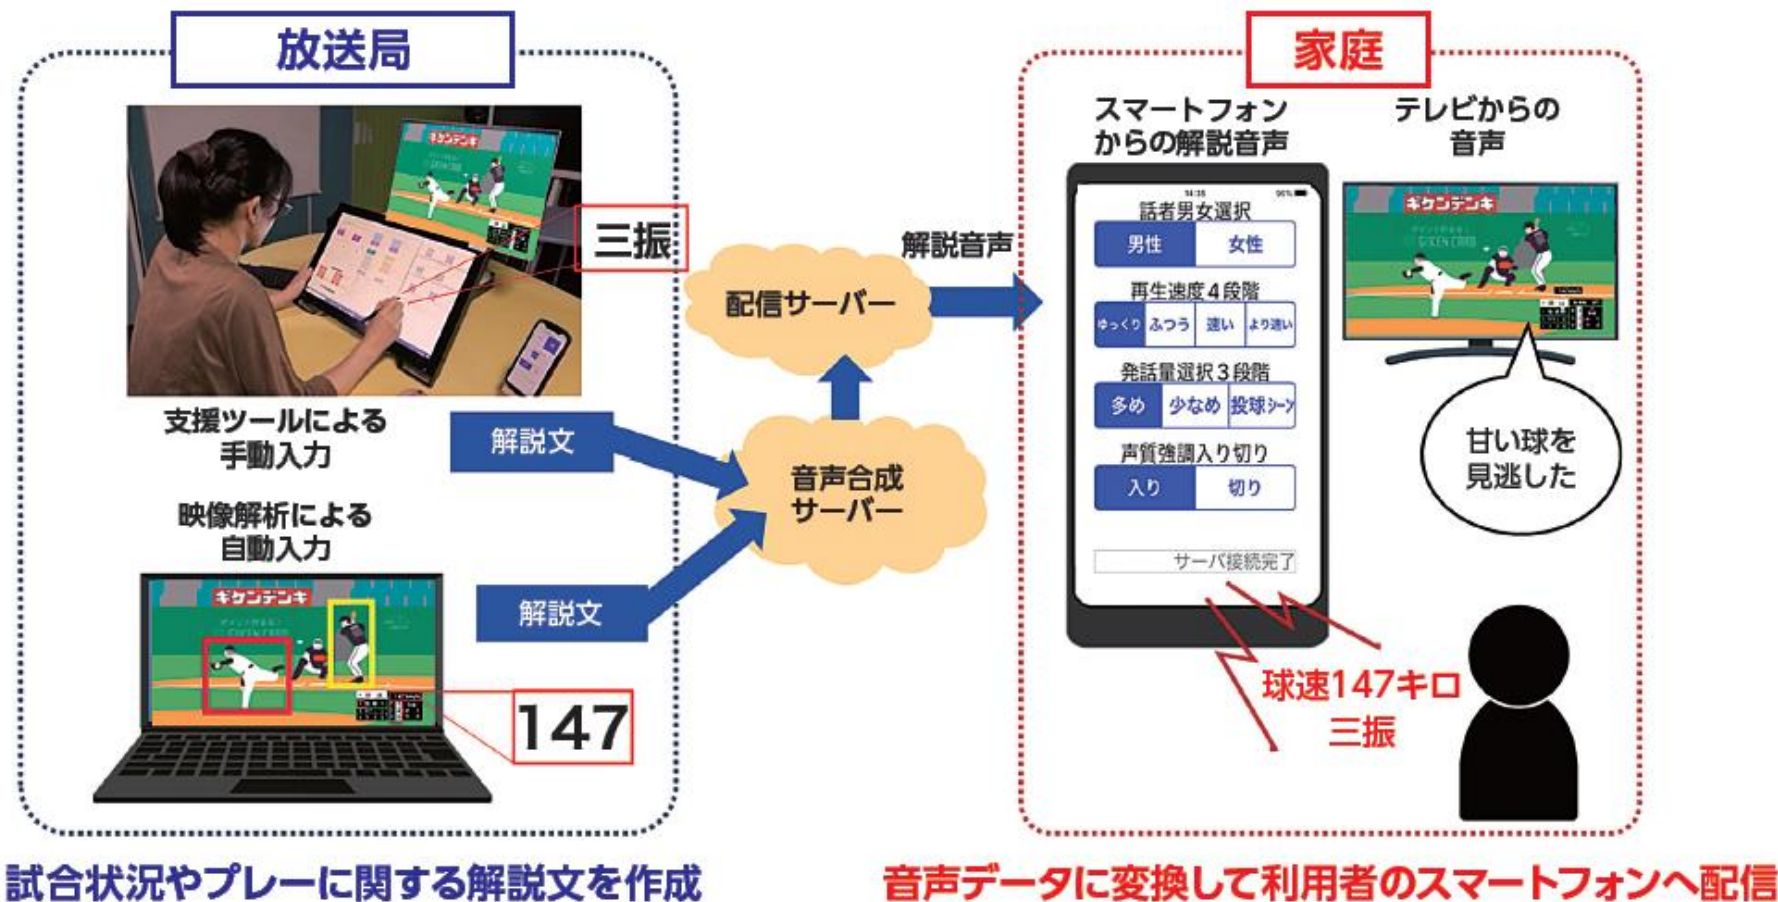 放送局
ギケンデンキ
三振
支援ツールによる
手動入力
解説文
映像解析による
自動入力
ギケンデンキ
解説文
147
配信サーバー
音声合成
サーバー
解説音声
家庭
スマートフォン
からの解説音声
話者男女選択
男性 女性
再生速度4段階
ゆっくり ふつう 速い より速い
発話量選択3段階
多め 少なめ 投球シーン
声質強調入り切り
入り 切り
サーバ接続完了
テレビからの
音声
ギケンデンキ
甘い球を
見逃した
球速147キロ
三振
試合状況やプレーに関する解説文を作成
音声データに変換して利用者のスマートフォンへ配信